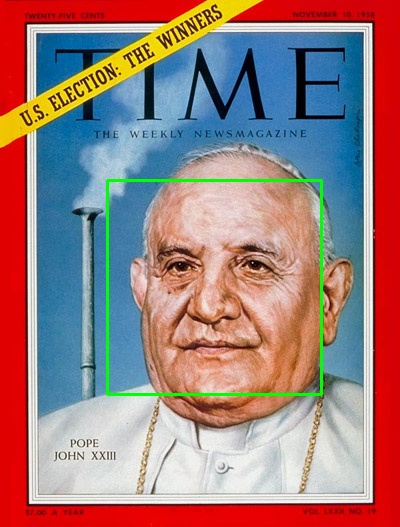 TWENTY-FIVE CENTS
NOVEMBER 10, 1958
U.S. ELECTION: THE WINNERS
TIME
THE WEEKLY NEWSMAGAZINE
POPE
JOHN XXIII
$7.00 A YEAR
VOL. LXXII NO. 19